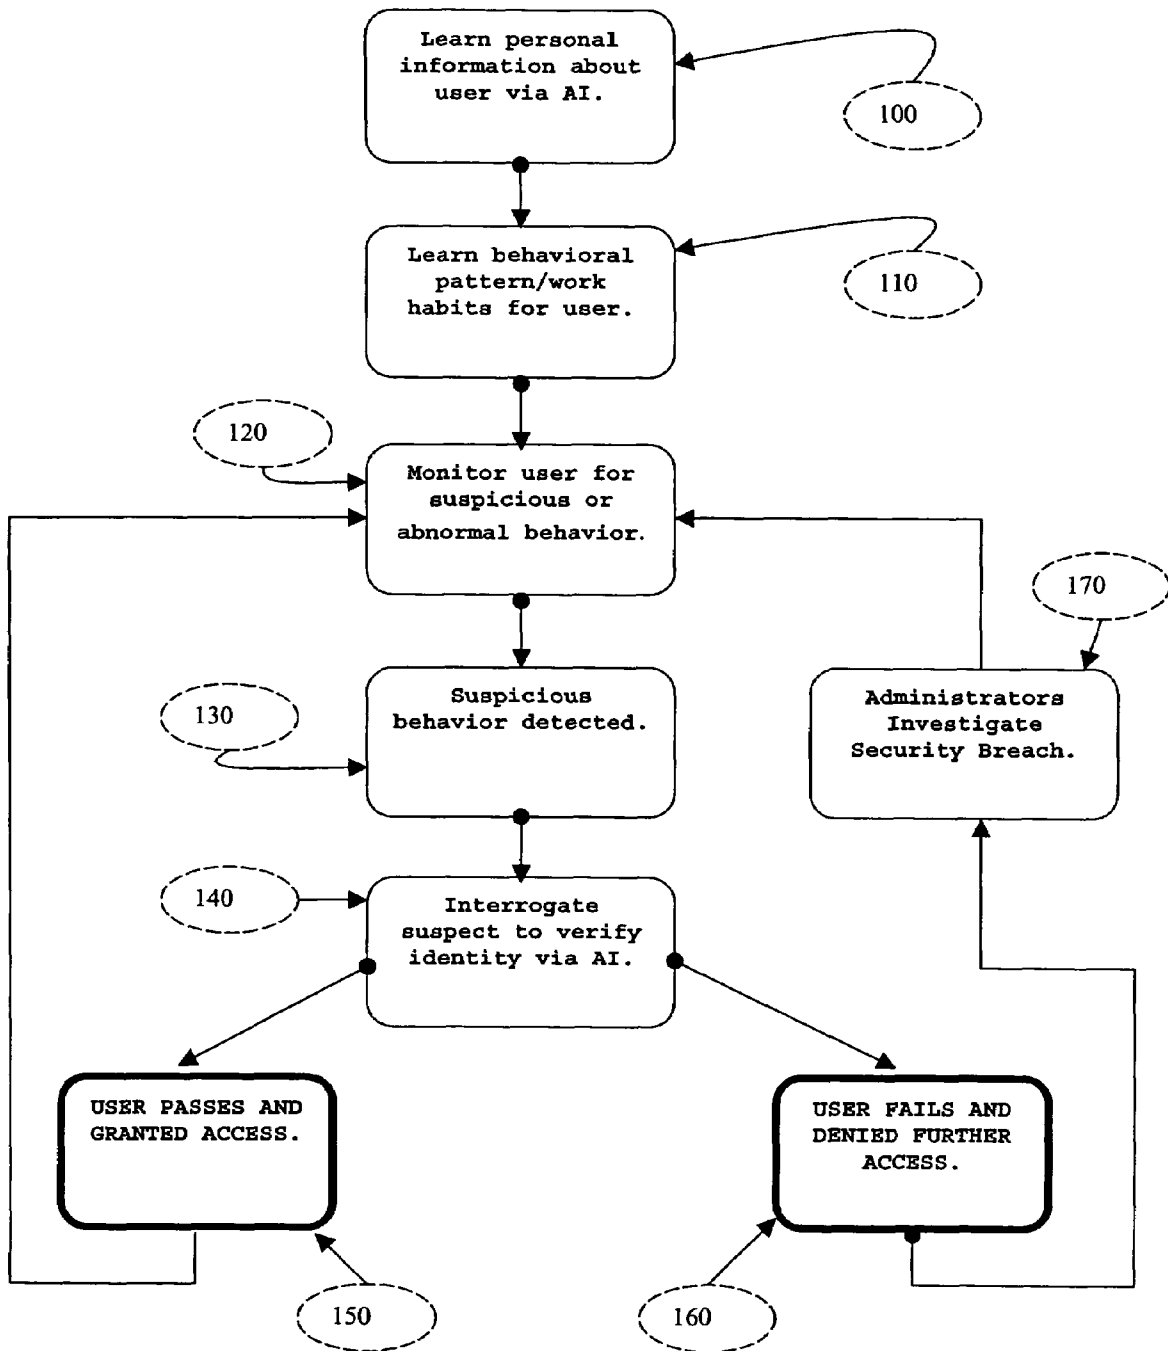 Learn personal
information about
user via AI.
100
Learn behavioral
pattern/work
habits for user.
110
120
Monitor user for
suspicious or
abnormal behavior.
170
130
Suspicious
behavior detected.
Administrators
Investigate
Security Breach.
140
Interrogate
suspect to verify
identity via AI.
USER PASSES AND
GRANTED ACCESS.
USER FAILS AND
DENIED FURTHER
ACCESS.
150
160